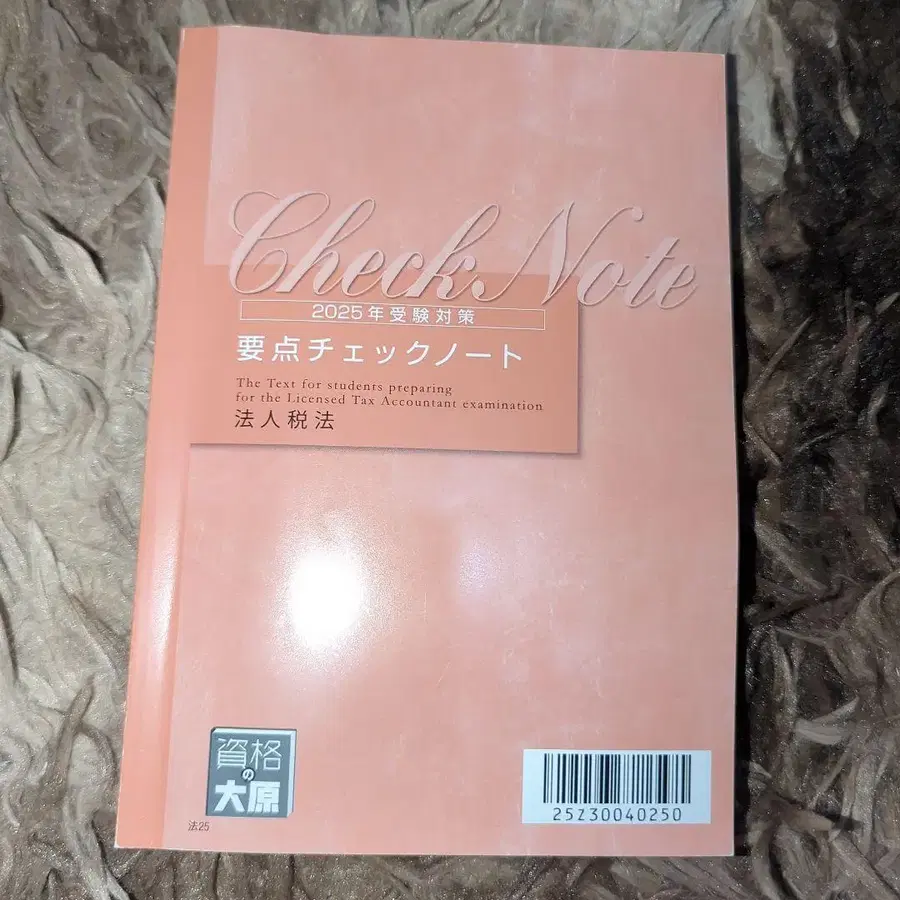 Check Note
2025年受験対策
要点チェックノート
The Text for students preparing
for the Licensed Tax Accountant examination
法人税法
資格
の
大原
法25
25Z30040250